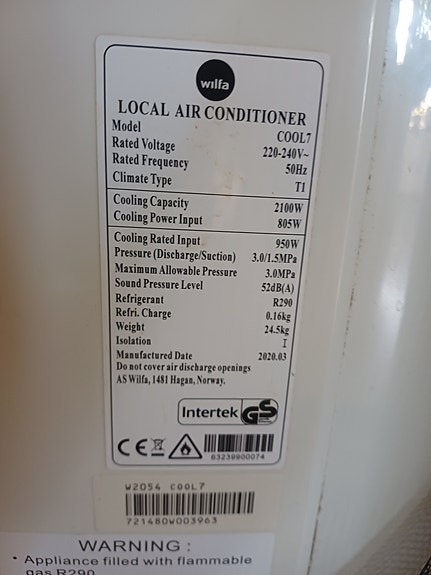 wilfa
LOCAL AIR CONDITIONER
Model COOL7
Rated Voltage 220-240V~
Rated Frequency 50Hz
Climate Type T1
Cooling Capacity 2100W
Cooling Power Input 805W
Cooling Rated Input 950W
Pressure (Discharge/Suction) 3.0/1.5MPa
Maximum Allowable Pressure 3.0MPa
Sound Pressure Level 52dB(A)
Refrigerant R290
Refri. Charge 0.16kg
Weight 24.5kg
Isolation I
Manufactured Date 2020.03
Do not cover air discharge openings
AS Wilfa, 1481 Hagan, Norway.
Intertek GS
CE 63239800074
W2054 COOL7
721480W003963
WARNING :
• Appliance filled with flammable
gas R290